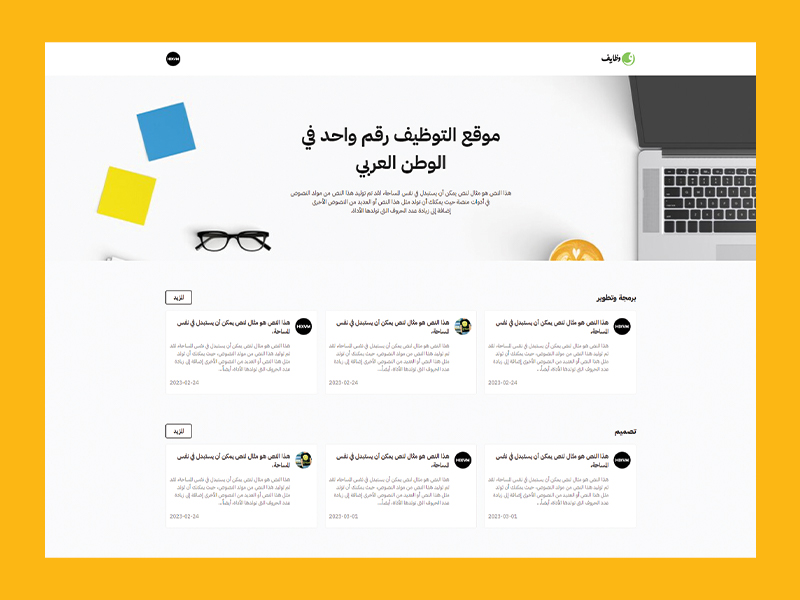 وظايف
HIXVM
موقع التوظيف رقم واحد في
الوطن العربي
هذا النص هو مثال لنص يمكن أن يستبدل في نفس المساحة، لقد تم توليد هذا النص من مولد النصوص
في أدوات منصة حيث يمكنك أن تولد مثل هذا النص أو العديد من النصوص الأخرى
إضافة إلى زيادة عدد الحروف التى تولدها الأداة.
برمجة وتطوير
المزيد
HIXVM
هذا النص هو مثال لنص يمكن أن يستبدل في نفس
المساحة،
هذا النص هو مثال لنص يمكن أن يستبدل في نفس المساحة، لقد
تم توليد هذا النص من مولد النصوص، حيث يمكنك أن تولد
مثل هذا النص أو العديد من النصوص الأخرى إضافة إلى زيادة
عدد الحروف التى تولدها الأداة، أيضاً...
2023-02-24
هذا النص هو مثال لنص يمكن أن يستبدل في نفس
المساحة،
هذا النص هو مثال لنص يمكن أن يستبدل في نفس المساحة، لقد
تم توليد هذا النص من مولد النصوص، حيث يمكنك أن تولد
مثل هذا النص أو العديد من النصوص الأخرى إضافة إلى زيادة
عدد الحروف التى تولدها الأداة، أيضاً...
2023-02-24
HIXVM
هذا النص هو مثال لنص يمكن أن يستبدل في نفس
المساحة،
هذا النص هو مثال لنص يمكن أن يستبدل في نفس المساحة، لقد
تم توليد هذا النص من مولد النصوص، حيث يمكنك أن تولد
مثل هذا النص أو العديد من النصوص الأخرى إضافة إلى زيادة
عدد الحروف التى تولدها الأداة، أيضاً...
2023-02-24
تصميم
المزيد
HIXVM
هذا النص هو مثال لنص يمكن أن يستبدل في نفس
المساحة،
هذا النص هو مثال لنص يمكن أن يستبدل في نفس المساحة، لقد
تم توليد هذا النص من مولد النصوص، حيث يمكنك أن تولد
مثل هذا النص أو العديد من النصوص الأخرى إضافة إلى زيادة
عدد الحروف التى تولدها الأداة، أيضاً...
2023-03-01
HIXVM
هذا النص هو مثال لنص يمكن أن يستبدل في نفس
المساحة،
هذا النص هو مثال لنص يمكن أن يستبدل في نفس المساحة، لقد
تم توليد هذا النص من مولد النصوص، حيث يمكنك أن تولد
مثل هذا النص أو العديد من النصوص الأخرى إضافة إلى زيادة
عدد الحروف التى تولدها الأداة، أيضاً...
2023-03-01
هذا النص هو مثال لنص يمكن أن يستبدل في نفس
المساحة،
هذا النص هو مثال لنص يمكن أن يستبدل في نفس المساحة، لقد
تم توليد هذا النص من مولد النصوص، حيث يمكنك أن تولد
مثل هذا النص أو العديد من النصوص الأخرى إضافة إلى زيادة
عدد الحروف التى تولدها الأداة، أيضاً...
2023-02-24